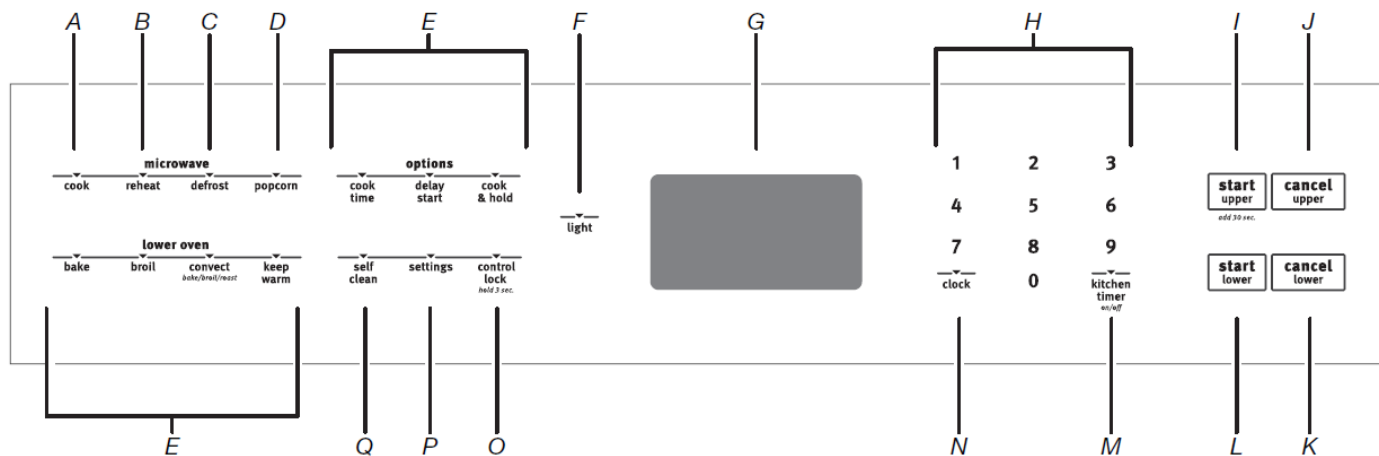 A B C D E F G H I J
microwave
cook reheat defrost popcorn
options
cook time
delay start
cook & hold
light
lower oven
bake
broil
convect
bake/broil/roast
keep warm
self clean
settings
control lock
hold 3 sec.
1 2 3
4 5 6
7 8 9
clock
0
kitchen timer
on/off
start
upper
add 30 sec.
cancel
upper
start
lower
cancel
lower
E Q P O N M L K